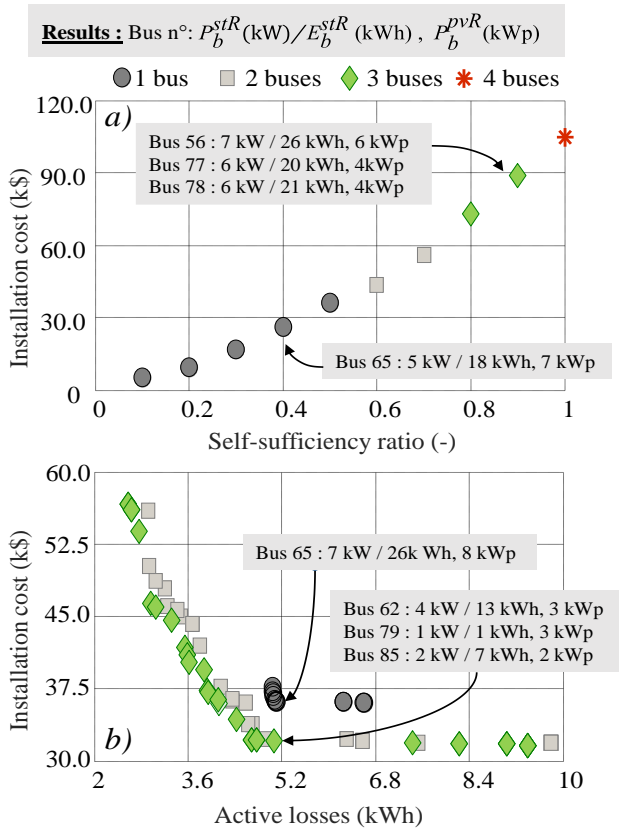 Results : Bus n°: P_b^stR(kW)/E_b^stR (kWh) , P_b^pvR(kWp)
1 bus 2 buses 3 buses 4 buses
a)
Installation cost (k$)
120.0
90.0
60.0
30.0
0
Bus 56 : 7 kW / 26 kWh, 6 kWp
Bus 77 : 6 kW / 20 kWh, 4kWp
Bus 78 : 6 kW / 21 kWh, 4kWp
Bus 65 : 5 kW / 18 kWh, 7 kWp
0 0.2 0.4 0.6 0.8 1
Self-sufficiency ratio (-)
Installation cost (k$)
60.0
52.5
45.0
37.5
30.0
Bus 65 : 7 kW / 26k Wh, 8 kWp
Bus 62 : 4 kW / 13 kWh, 3 kWp
Bus 79 : 1 kW / 1 kWh, 3 kWp
Bus 85 : 2 kW / 7 kWh, 2 kWp
b)
2 3.6 5.2 6.8 8.4 10
Active losses (kWh)